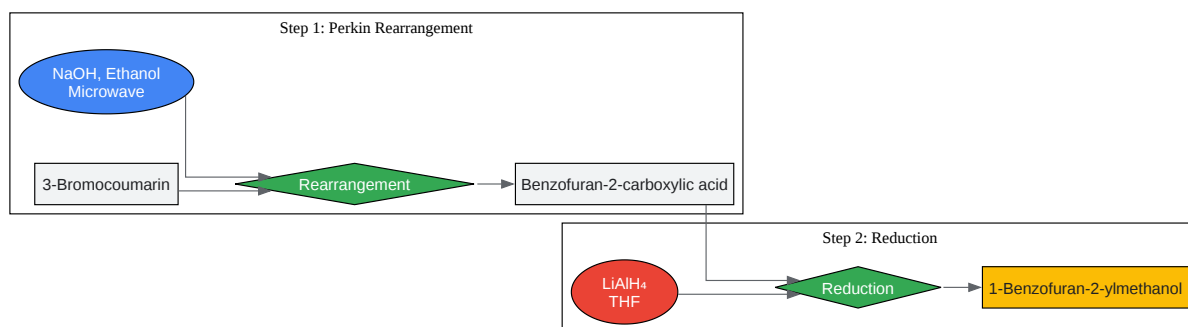 Step 1: Perkin Rearrangement
NaOH, Ethanol
Microwave
3-Bromocoumarin
Rearrangement
Benzofuran-2-carboxylic acid
Step 2: Reduction
LiAlH₄
THF
Reduction
1-Benzofuran-2-ylmethanol